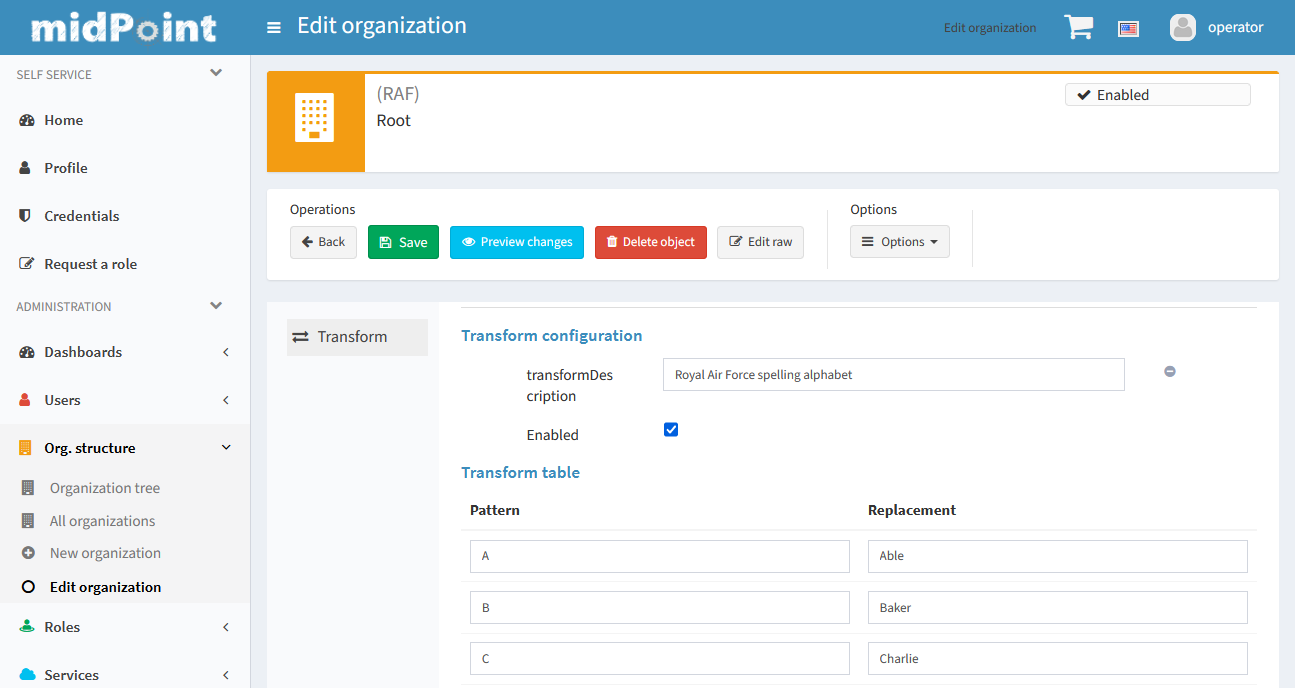 midPoint
Edit organization
Edit organization
operator
SELF SERVICE
Home
Profile
Credentials
Request a role
ADMINISTRATION
Dashboards
Users
Org. structure
Organization tree
All organizations
New organization
Edit organization
Roles
Services
(RAF)
Root
Enabled
Operations
Back
Save
Preview changes
Delete object
Edit raw
Options
Options
Transform
Transform configuration
transformDes
cription
Royal Air Force spelling alphabet
Enabled
Transform table
Pattern
Replacement
A
Able
B
Baker
C
Charlie